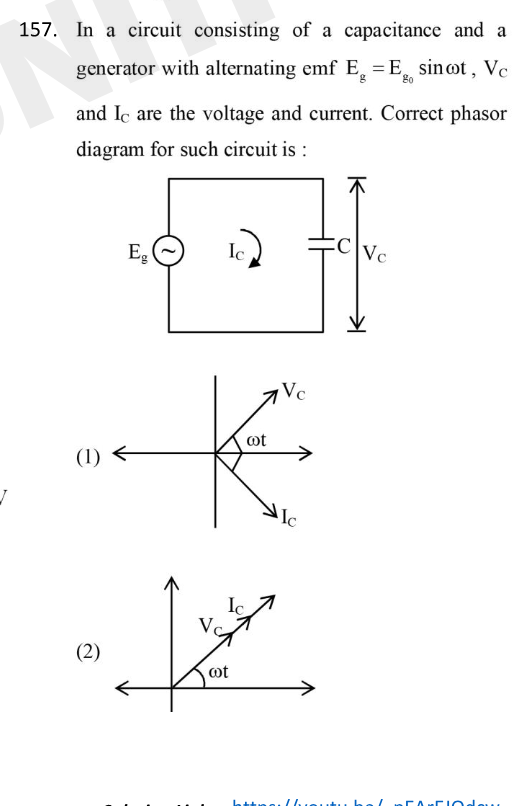 157. In a circuit consisting of a capacitance and a
generator with alternating emf E_g = E_g₀ sinωt , V_C
and I_C are the voltage and current. Correct phasor
diagram for such circuit is :
E_g ~ I_C C V_C
V_C
ωt
(1)
I_C
I_C
V_C
(2)
ωt